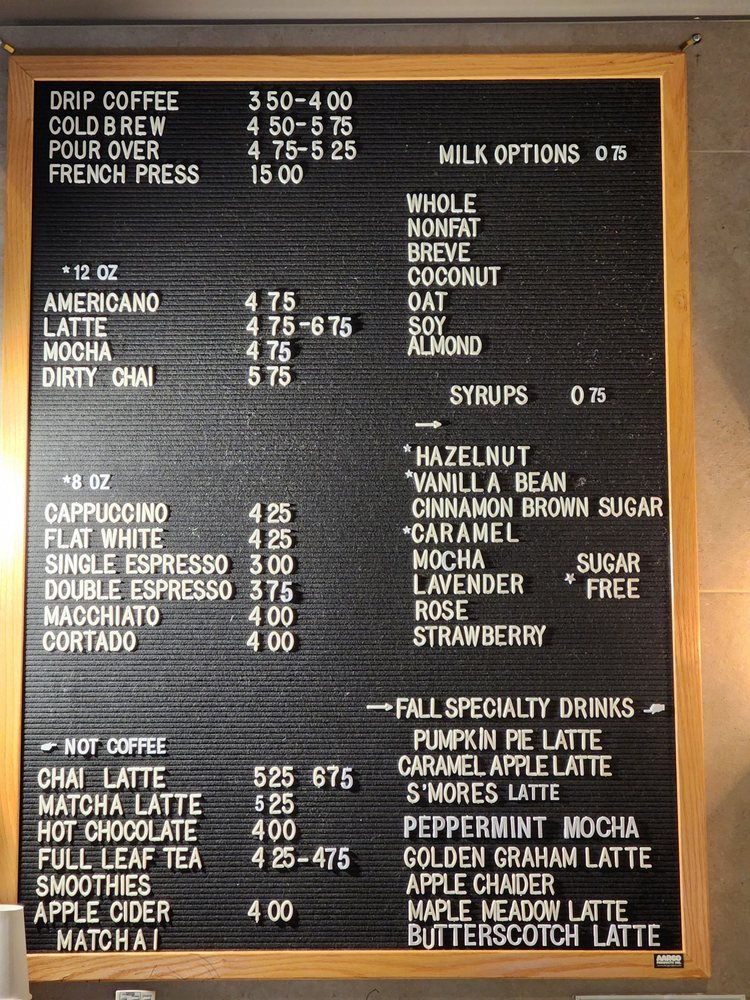 DRIP COFFEE 3 50-4 00
COLD BREW 4 50-5 75
POUR OVER 4 75-5 25
FRENCH PRESS 15 00
*12 OZ
AMERICANO 4 75
LATTE 4 75-6 75
MOCHA 4 75
DIRTY CHAI 5 75
*8 OZ
CAPPUCCINO 4 25
FLAT WHITE 4 25
SINGLE ESPRESSO 3 00
DOUBLE ESPRESSO 3 75
MACCHIATO 4 00
CORTADO 4 00
NOT COFFEE
CHAI LATTE 5 25 6 75
MATCHA LATTE 5 25
HOT CHOCOLATE 4 00
FULL LEAF TEA 4 25-4 75
SMOOTHIES
APPLE CIDER 4 00
MATCHAI
MILK OPTIONS 0 75
WHOLE
NONFAT
BREVE
COCONUT
OAT
SOY
ALMOND
SYRUPS 0 75
→
*HAZELNUT
*VANILLA BEAN
CINNAMON BROWN SUGAR
*CARAMEL
MOCHA
LAVENDER
ROSE
STRAWBERRY
SUGAR
* FREE
→FALL SPECIALTY DRINKS
PUMPKIN PIE LATTE
CARAMEL APPLE LATTE
S'MORES LATTE
PEPPERMINT MOCHA
GOLDEN GRAHAM LATTE
APPLE CHAIDER
MAPLE MEADOW LATTE
BUTTERSCOTCH LATTE
AARCO